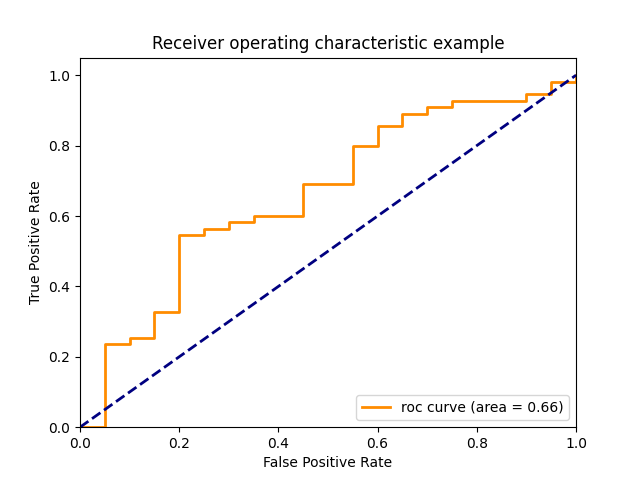 Receiver operating characteristic example
True Positive Rate
1.0
0.8
0.6
0.4
0.2
0.0
roc curve (area = 0.66)
0.0 0.2 0.4 0.6 0.8 1.0
False Positive Rate